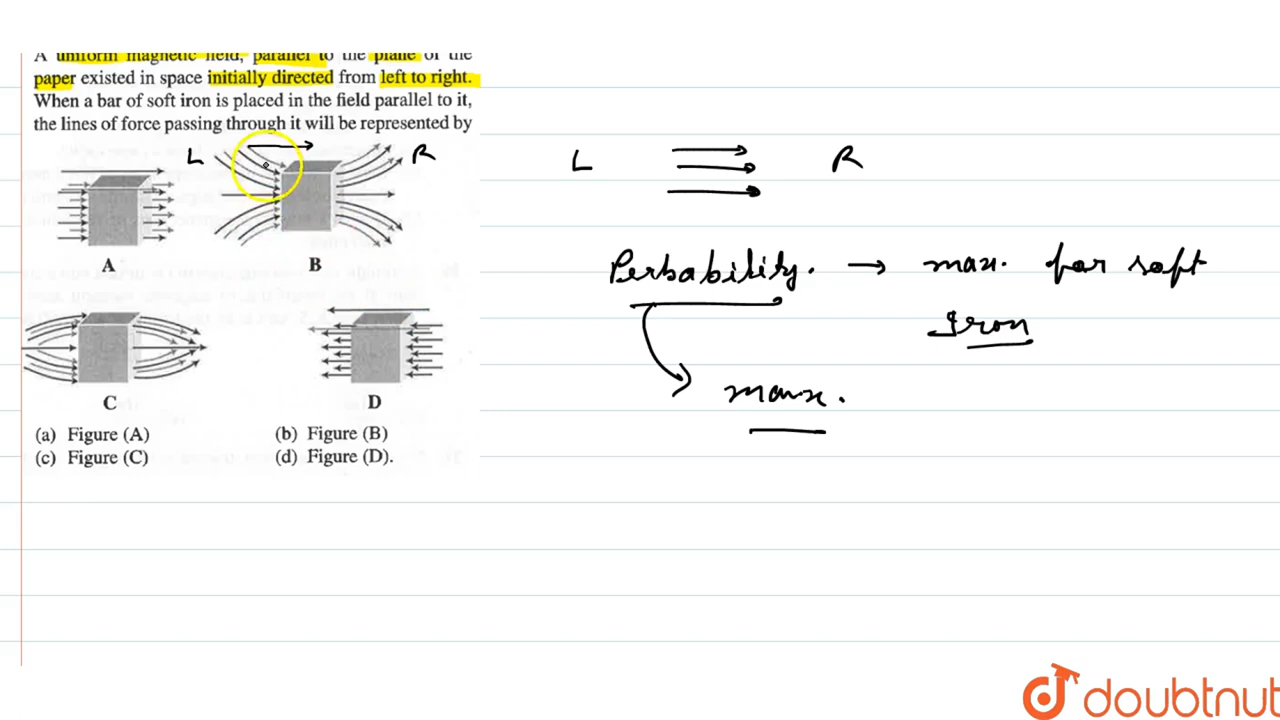 A uniform magnetic field, parallel to the plane of the
paper existed in space initially directed from left to right.
When a bar of soft iron is placed in the field parallel to it,
the lines of force passing through it will be represented by
L R
A B
C D
(a) Figure (A) (b) Figure (B)
(c) Figure (C) (d) Figure (D).
L R
Perbability. → max. for soft
Iron
max.
doubtnut